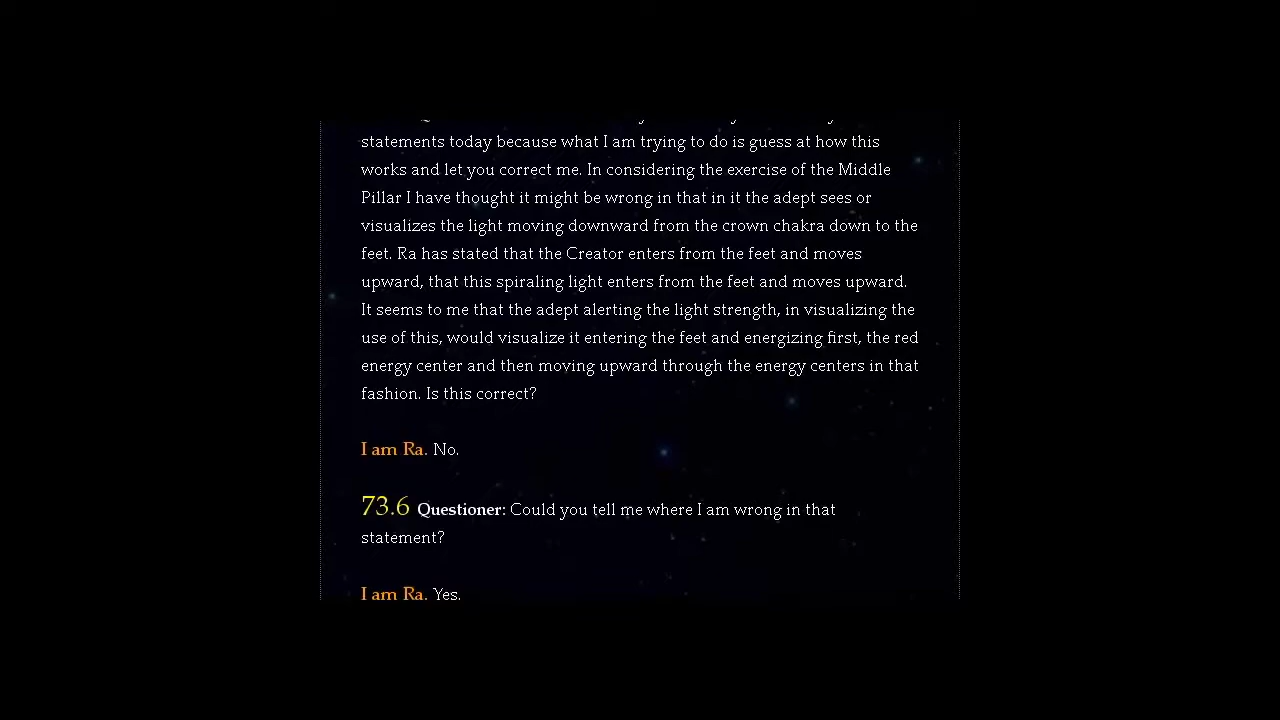 statements today because what I am trying to do is guess at how this
works and let you correct me. In considering the exercise of the Middle
Pillar I have thought it might be wrong in that in it the adept sees or
visualizes the light moving downward from the crown chakra down to the
feet. Ra has stated that the Creator enters from the feet and moves
upward, that this spiraling light enters from the feet and moves upward.
It seems to me that the adept alerting the light strength, in visualizing the
use of this, would visualize it entering the feet and energizing first, the red
energy center and then moving upward through the energy centers in that
fashion. Is this correct?
I am Ra. No.
73.6 Questioner: Could you tell me where I am wrong in that
statement?
I am Ra. Yes.